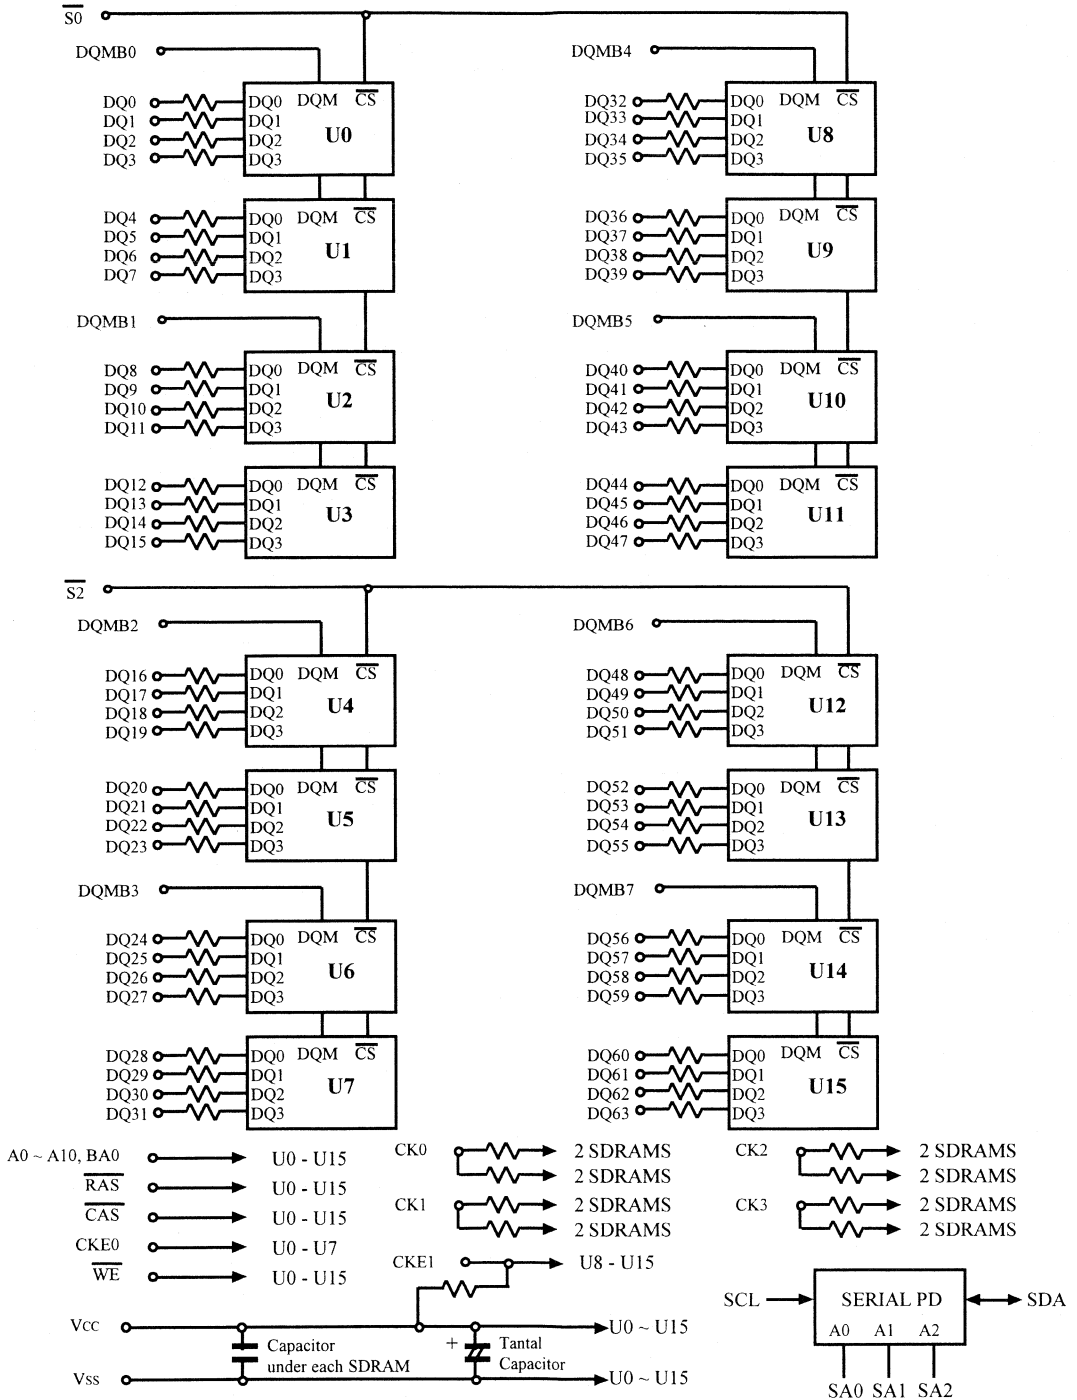 S0
DQMB0 DQMB4
DQ0 DQ0 DQM CS DQ32 DQ0 DQM CS
DQ1 DQ1 DQ33 DQ1
U0 U8
DQ2 DQ2 DQ34 DQ2
DQ3 DQ3 DQ35 DQ3
DQ4 DQ0 DQM CS DQ36 DQ0 DQM CS
DQ5 DQ1 DQ37 DQ1
U1 U9
DQ6 DQ2 DQ38 DQ2
DQ7 DQ3 DQ39 DQ3
DQMB1 DQMB5
DQ8 DQ0 DQM CS DQ40 DQ0 DQM CS
DQ9 DQ1 DQ41 DQ1
U2 U10
DQ10 DQ2 DQ42 DQ2
DQ11 DQ3 DQ43 DQ3
DQ12 DQ0 DQM CS DQ44 DQ0 DQM CS
DQ13 DQ1 DQ45 DQ1
U3 U11
DQ14 DQ2 DQ46 DQ2
DQ15 DQ3 DQ47 DQ3
S2
DQMB2 DQMB6
DQ16 DQ0 DQM CS DQ48 DQ0 DQM CS
DQ17 DQ1 DQ49 DQ1
U4 U12
DQ18 DQ2 DQ50 DQ2
DQ19 DQ3 DQ51 DQ3
DQ20 DQ0 DQM CS DQ52 DQ0 DQM CS
DQ21 DQ1 DQ53 DQ1
U5 U13
DQ22 DQ2 DQ54 DQ2
DQ23 DQ3 DQ55 DQ3
DQMB3 DQMB7
DQ24 DQ0 DQM CS DQ56 DQ0 DQM CS
DQ25 DQ1 DQ57 DQ1
U6 U14
DQ26 DQ2 DQ58 DQ2
DQ27 DQ3 DQ59 DQ3
DQ28 DQ0 DQM CS DQ60 DQ0 DQM CS
DQ29 DQ1 DQ61 DQ1
U7 U15
DQ30 DQ2 DQ62 DQ2
DQ31 DQ3 DQ63 DQ3
A0 ~ A10, BA0 U0 - U15
RAS U0 - U15
CAS U0 - U15
CKE0 U0 - U7
WE U0 - U15
CK0 2 SDRAMS
2 SDRAMS
CK1 2 SDRAMS
2 SDRAMS
CKE1 U8 - U15
CK2 2 SDRAMS
2 SDRAMS
CK3 2 SDRAMS
2 SDRAMS
Vcc U0 ~ U15
Capacitor
under each SDRAM
+ Tantal
Capacitor
Vss U0 ~ U15
SCL SERIAL PD SDA
A0 A1 A2
SA0 SA1 SA2